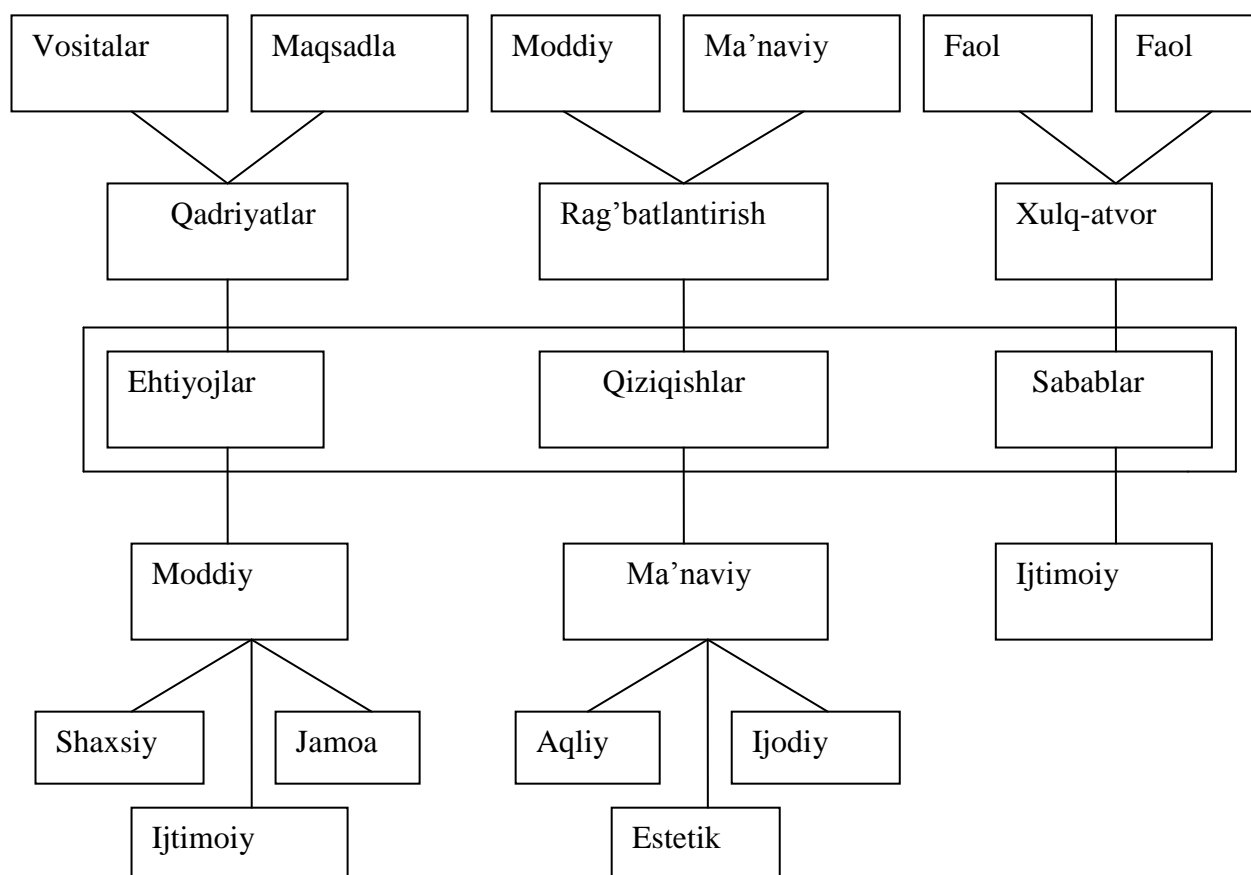 Vositalar
Maqsadla
Moddiy
Ma’naviy
Faol
Faol
Qadriyatlar
Rag’batlantirish
Xulq-atvor
Ehtiyojlar
Qiziqishlar
Sabablar
Moddiy
Ma’naviy
Ijtimoiy
Shaxsiy
Jamoa
Aqliy
Ijodiy
Ijtimoiy
Estetik